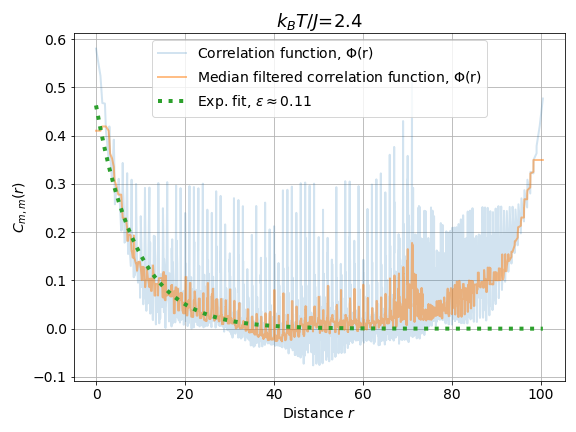 k_BT/J=2.4
Correlation function, Φ(r)
Median filtered correlation function, Φ(r)
Exp. fit, ε≈0.11
C_{m,m}(r)
0.6
0.5
0.4
0.3
0.2
0.1
0.0
−0.1
0 20 40 60 80 100
Distance r